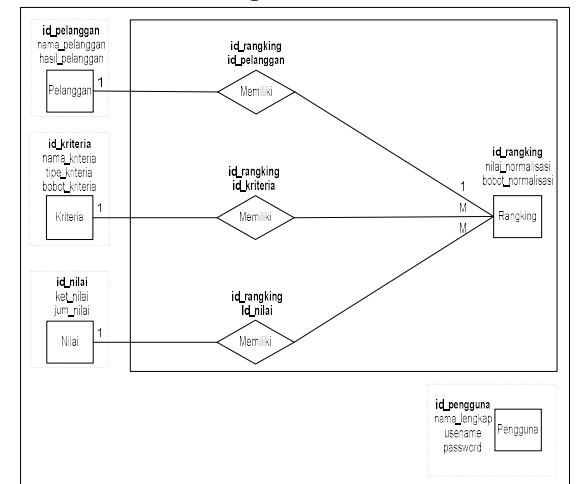 id_pelanggan
nama_pelanggan
hasil_pelanggan
Pelanggan
1
id_rangking
id_pelanggan
Memiliki
id_kriteria
nama_kriteria
tipe_kriteria
bobot_kriteria
Kriteria
1
id_rangking
id_kriteria
Memiliki
id_rangking
nilai_normalisasi
bobot_normalisasi
1
M
M
Rangking
id_nilai
ket_nilai
jum_nilai
Nilai
1
id_rangking
Id_nilai
Memiliki
id_pengguna
nama_lengkap
usename
password
Pengguna